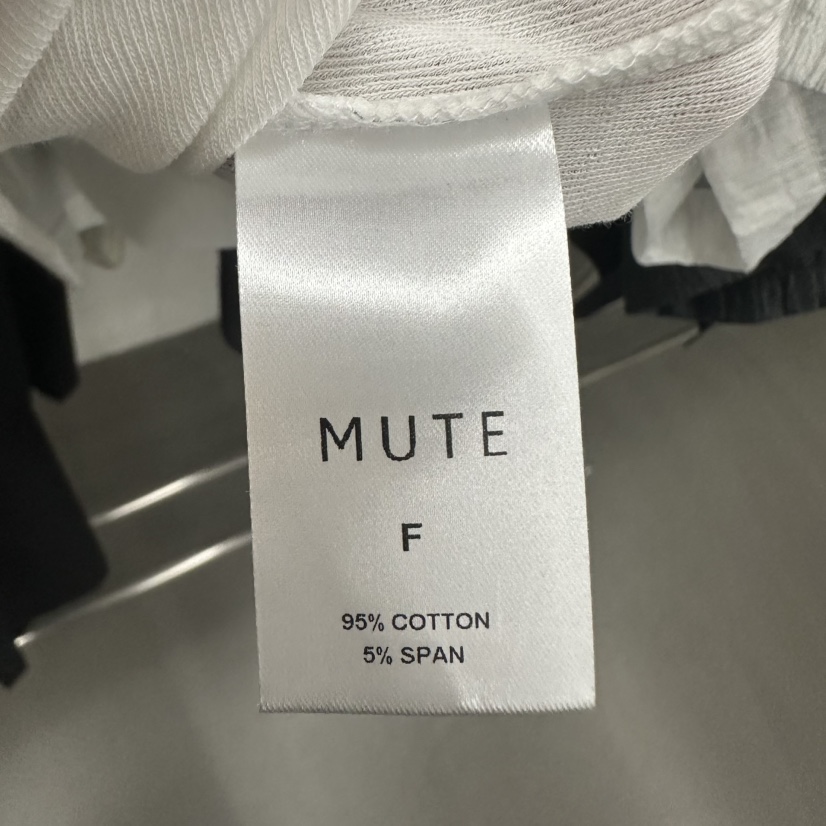 MUTE
F
95% COTTON
5% SPAN